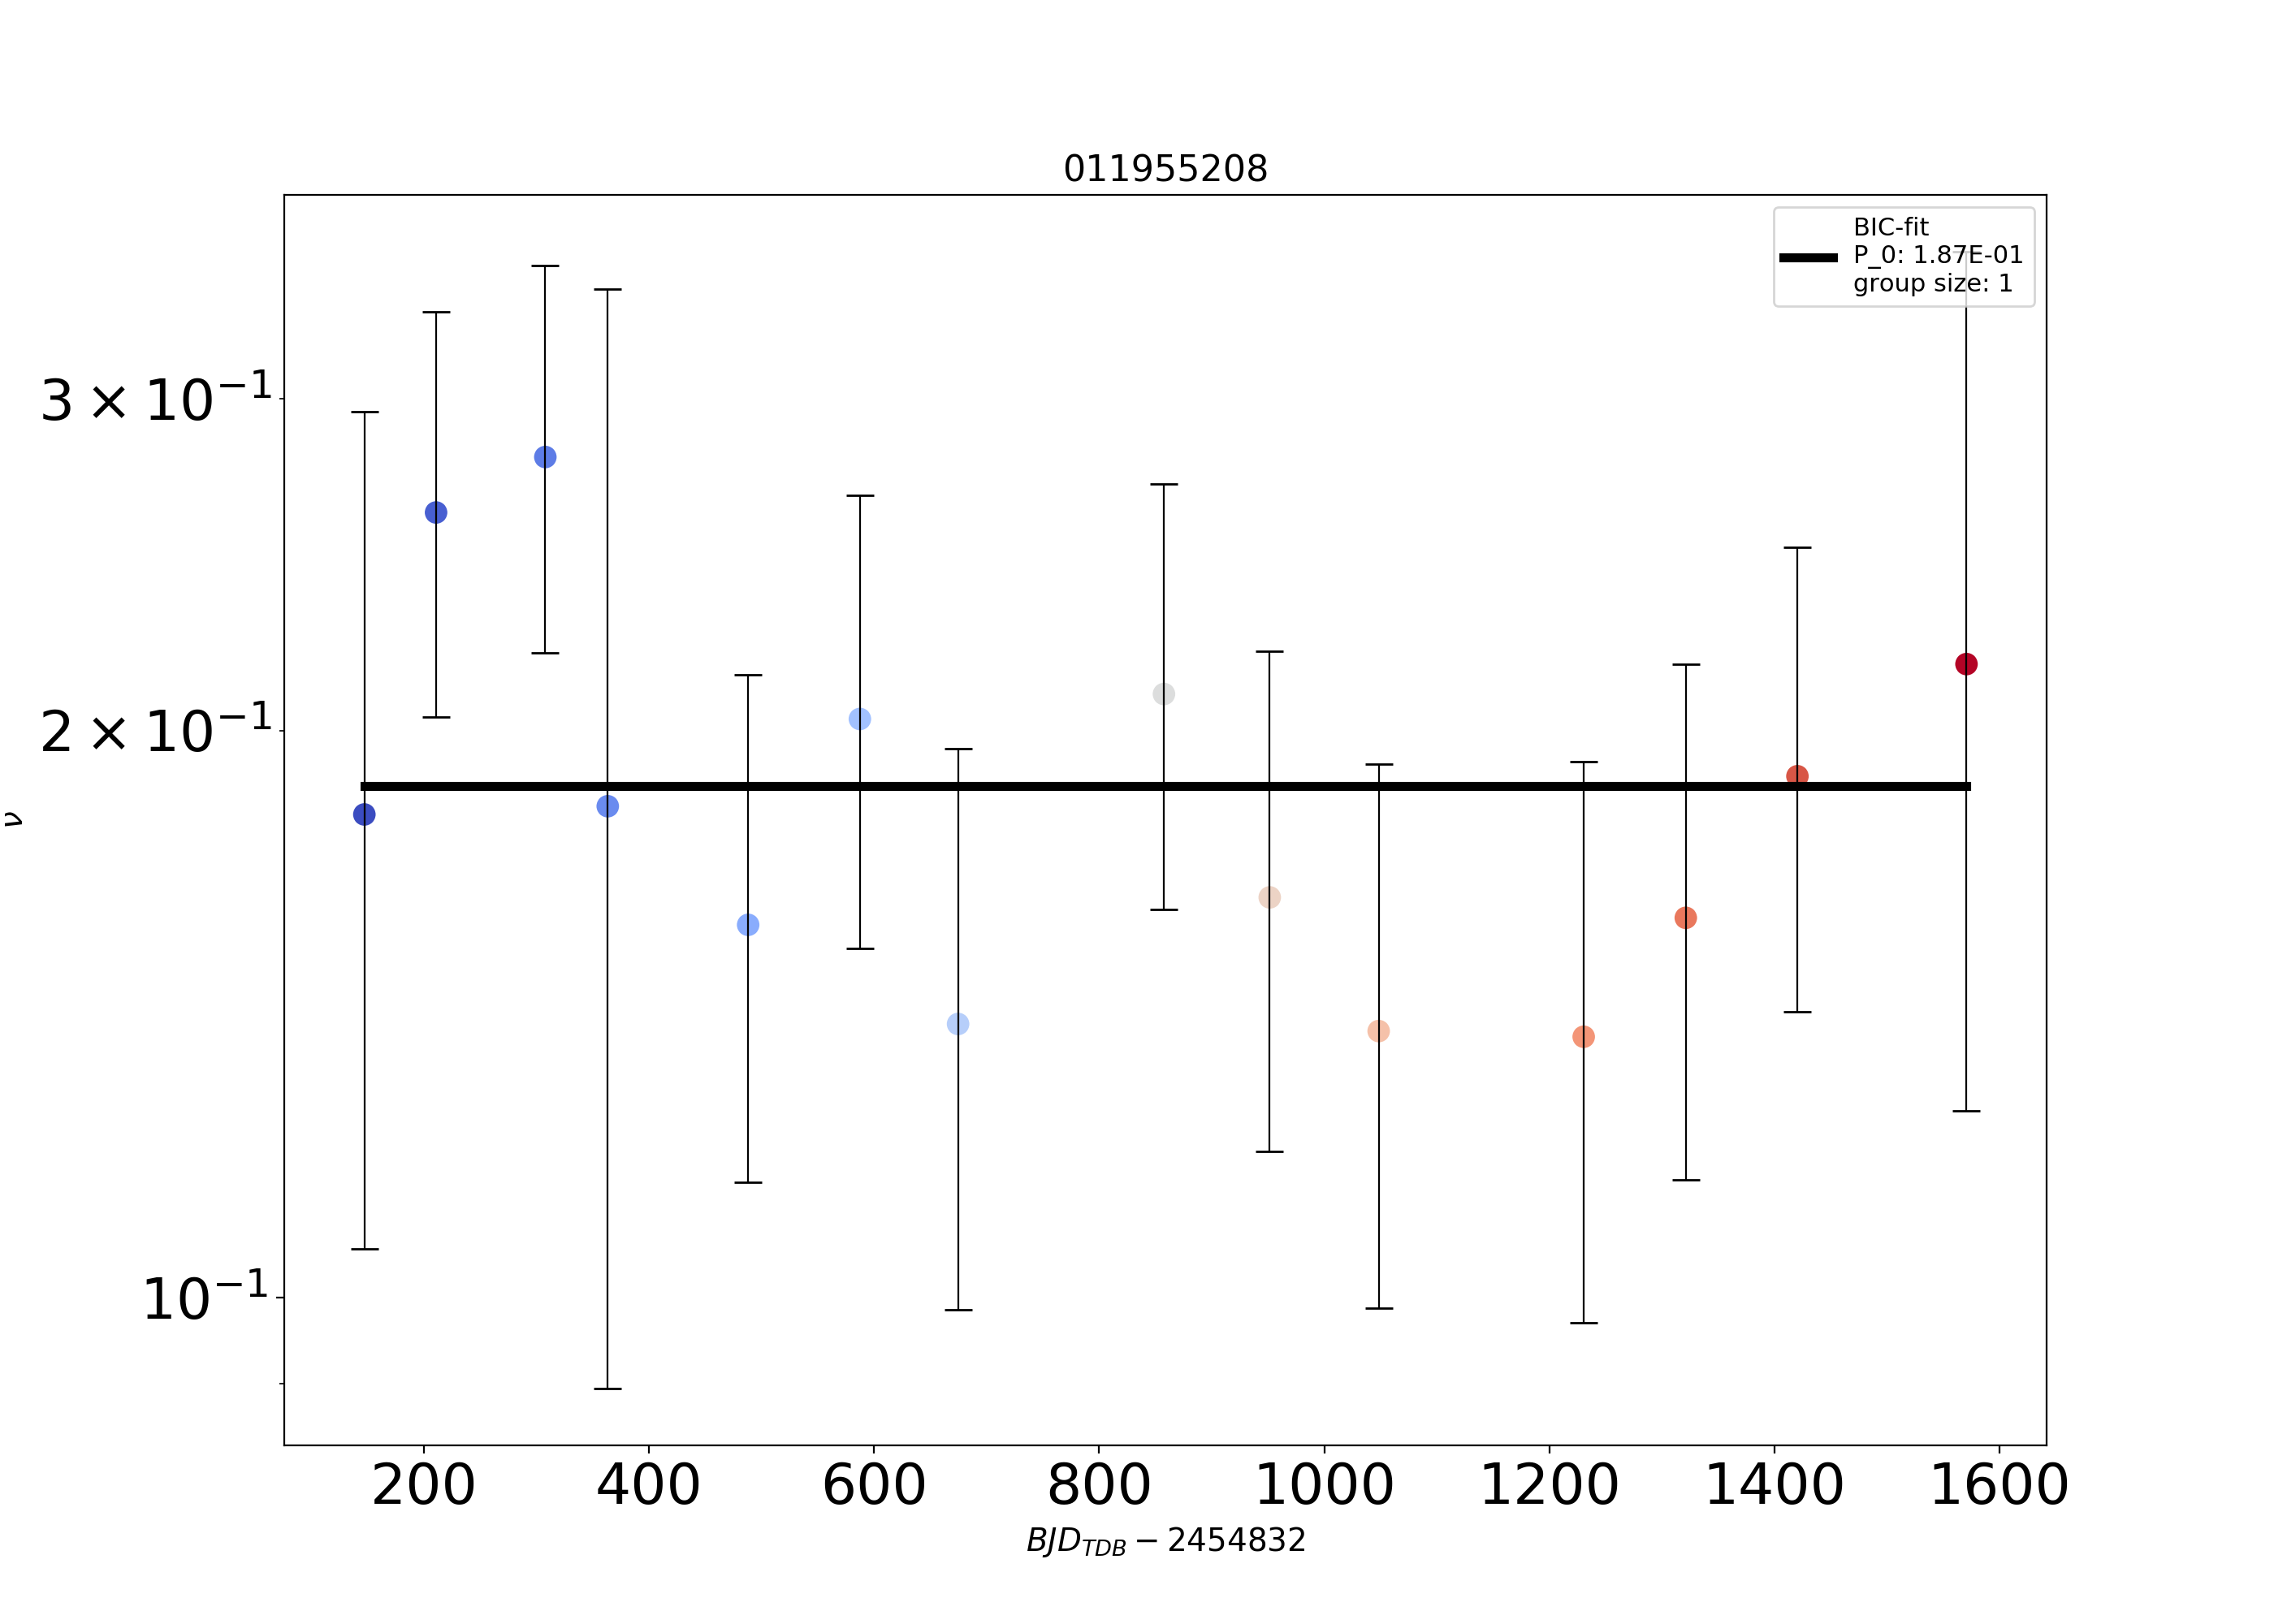 011955208
BIC-fit
P_0: 1.87E-01
group size: 1
3 × 10⁻¹
2 × 10⁻¹
10⁻¹
ν
200 400 600 800 1000 1200 1400 1600
BJD_TDB − 2454832